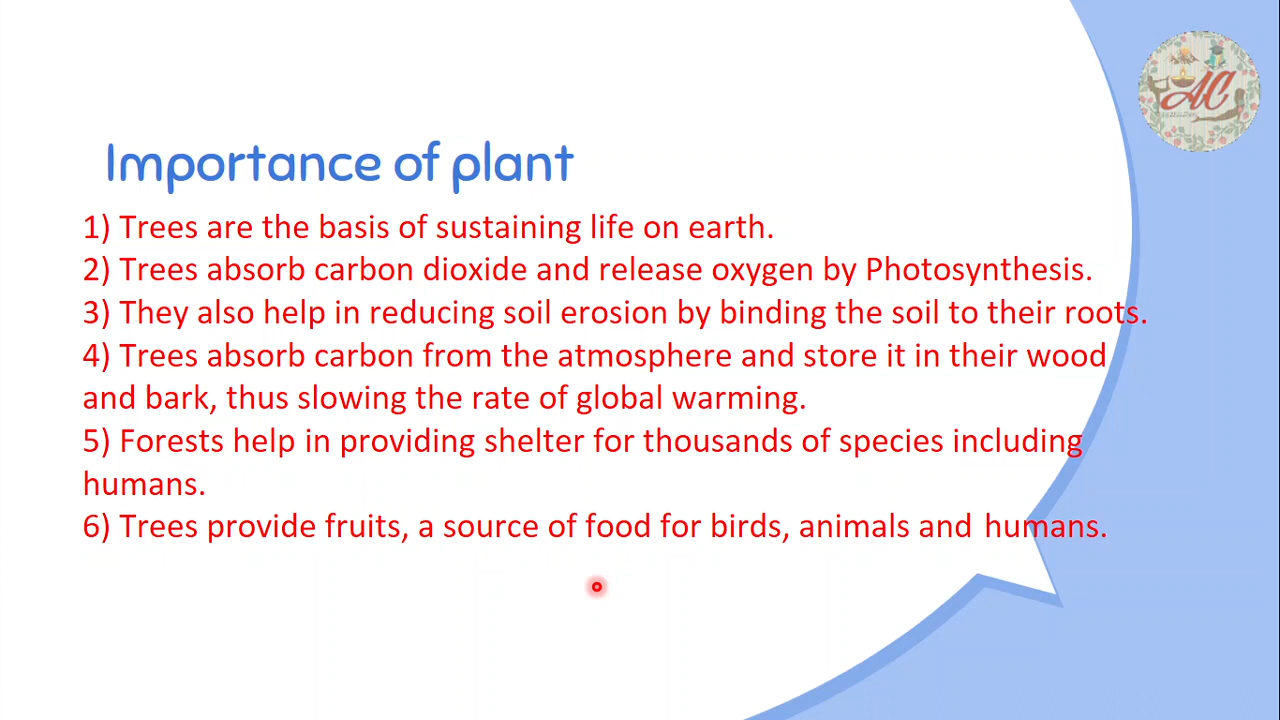 AC
Importance of plant
1) Trees are the basis of sustaining life on earth.
2) Trees absorb carbon dioxide and release oxygen by Photosynthesis.
3) They also help in reducing soil erosion by binding the soil to their roots.
4) Trees absorb carbon from the atmosphere and store it in their wood
and bark, thus slowing the rate of global warming.
5) Forests help in providing shelter for thousands of species including
humans.
6) Trees provide fruits, a source of food for birds, animals and humans.